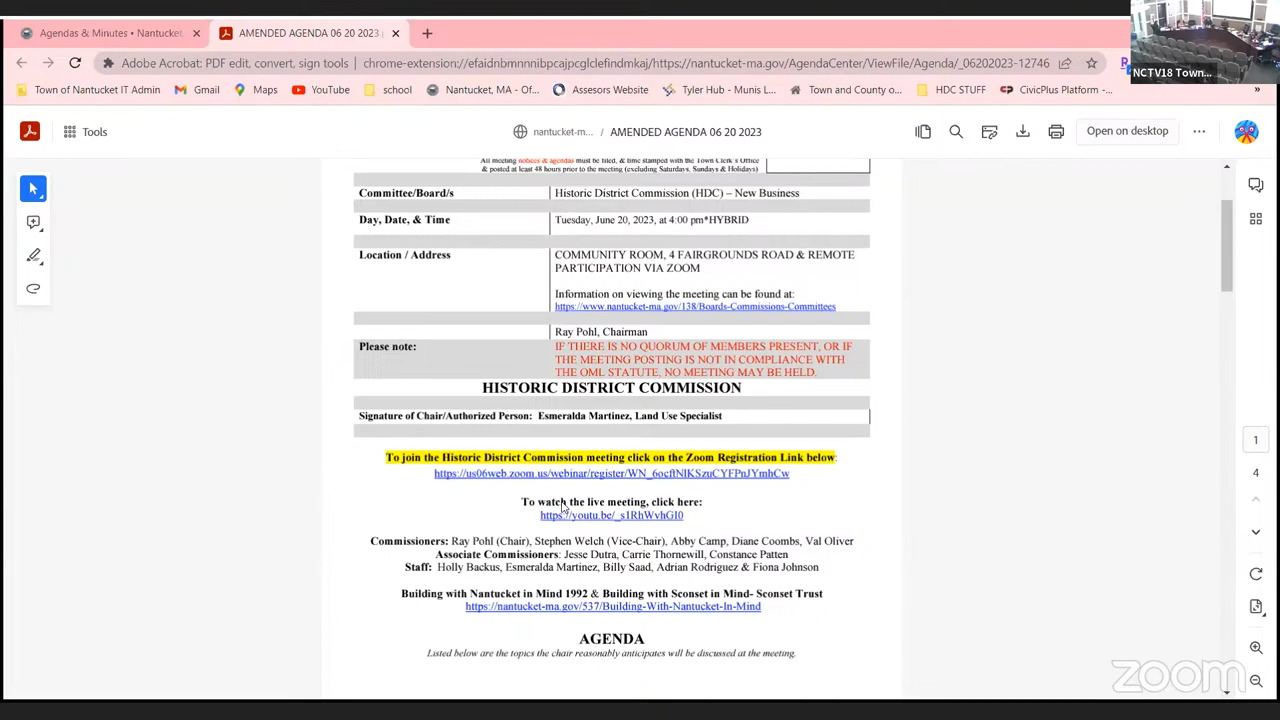 Agendas & Minutes • Nantucket
AMENDED AGENDA 06 20 2023
Adobe Acrobat: PDF edit, convert, sign tools | chrome-extension://efaidnbmnnnibpcajpcglclefindmkaj/https://nantucket-ma.gov/AgendaCenter/ViewFile/Agenda/_06202023-12746
NCTV18 Town...
Town of Nantucket IT Admin Gmail Maps YouTube school Nantucket, MA - Of... Assessors Website Tyler Hub - Munis L... Town and County o... HDC STUFF CivicPlus Platform -... »
Tools nantucket-m... / AMENDED AGENDA 06 20 2023 Open on desktop
All meeting notices & agendas must be filed, & time stamped with the Town Clerk's Office
& posted at least 48 hours prior to the meeting (excluding Saturdays, Sundays & Holidays)
Committee/Board/s Historic District Commission (HDC) – New Business
Day, Date, & Time Tuesday, June 20, 2023, at 4:00 pm*HYBRID
Location / Address COMMUNITY ROOM, 4 FAIRGROUNDS ROAD & REMOTE
PARTICIPATION VIA ZOOM
Information on viewing the meeting can be found at:
https://www.nantucket-ma.gov/138/Boards-Commissions-Committees
Ray Pohl, Chairman
Please note: IF THERE IS NO QUORUM OF MEMBERS PRESENT, OR IF
THE MEETING POSTING IS NOT IN COMPLIANCE WITH
THE OML STATUTE, NO MEETING MAY BE HELD.
HISTORIC DISTRICT COMMISSION
Signature of Chair/Authorized Person: Esmeralda Martinez, Land Use Specialist
To join the Historic District Commission meeting click on the Zoom Registration Link below:
https://us06web.zoom.us/webinar/register/WN_6ocftNIKSzuCYFPnJYmhCw
To watch the live meeting, click here:
https://youtu.be/_s1RhWvhGI0
Commissioners: Ray Pohl (Chair), Stephen Welch (Vice-Chair), Abby Camp, Diane Coombs, Val Oliver
Associate Commissioners: Jesse Dutra, Carrie Thornewill, Constance Patten
Staff: Holly Backus, Esmeralda Martinez, Billy Saad, Adrian Rodriguez & Fiona Johnson
Building with Nantucket in Mind 1992 & Building with Sconset in Mind- Sconset Trust
https://nantucket-ma.gov/537/Building-With-Nantucket-In-Mind
AGENDA
Listed below are the topics the chair reasonably anticipates will be discussed at the meeting.
1
4
zoom